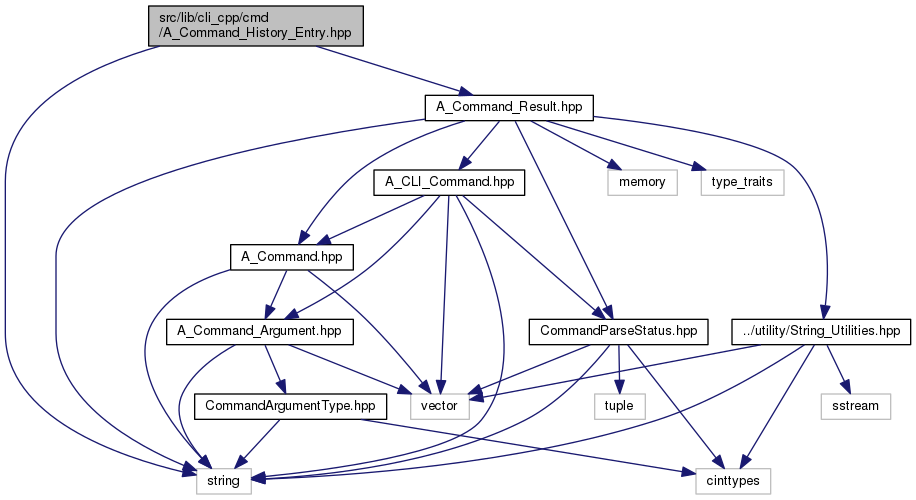 src/lib/cli_cpp/cmd
/A_Command_History_Entry.hpp
A_Command_Result.hpp
A_CLI_Command.hpp
memory
type_traits
A_Command.hpp
A_Command_Argument.hpp
CommandParseStatus.hpp
../utility/String_Utilities.hpp
CommandArgumentType.hpp
vector
tuple
sstream
string
cinttypes